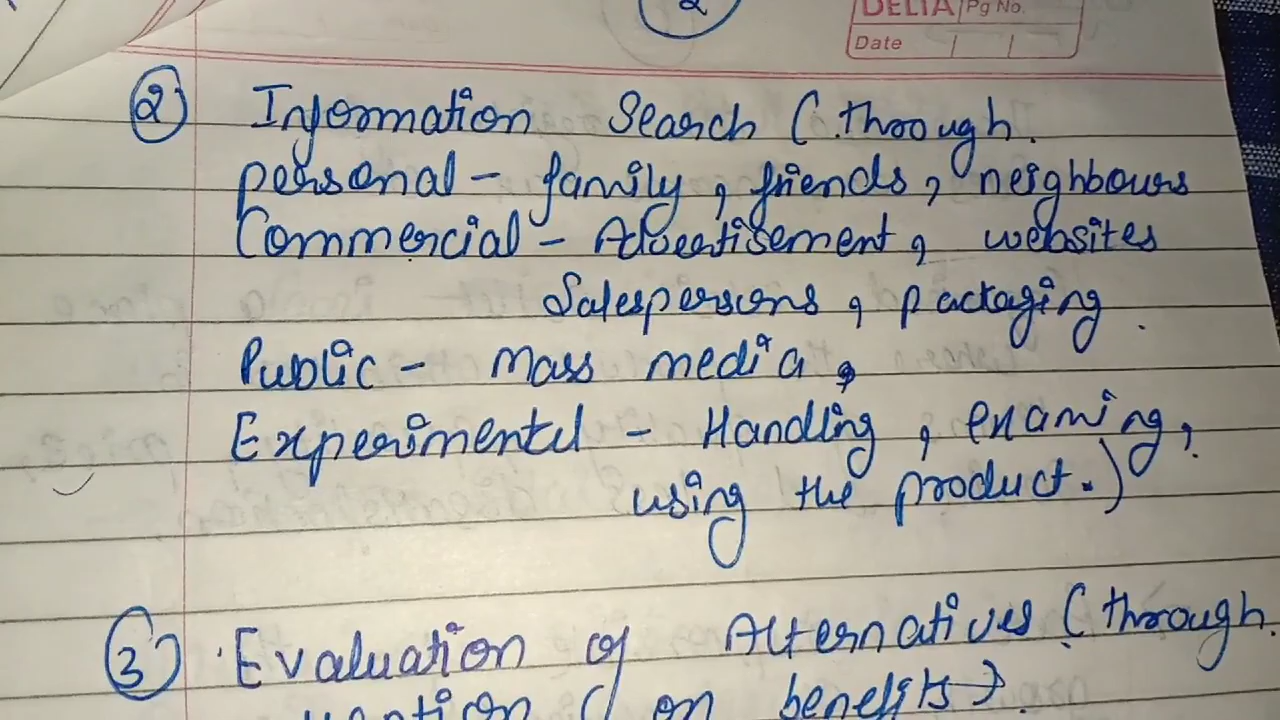 2
DELTA Pg No.
Date
② Information Search (through
personal - family, friends, neighbours
Commercial - Advertisement, websites
Salespersons, packaging
Public - mass media,
Experimental - Handling, examing,
using the product.)
③ Evaluation of Alternatives (through
on benefits